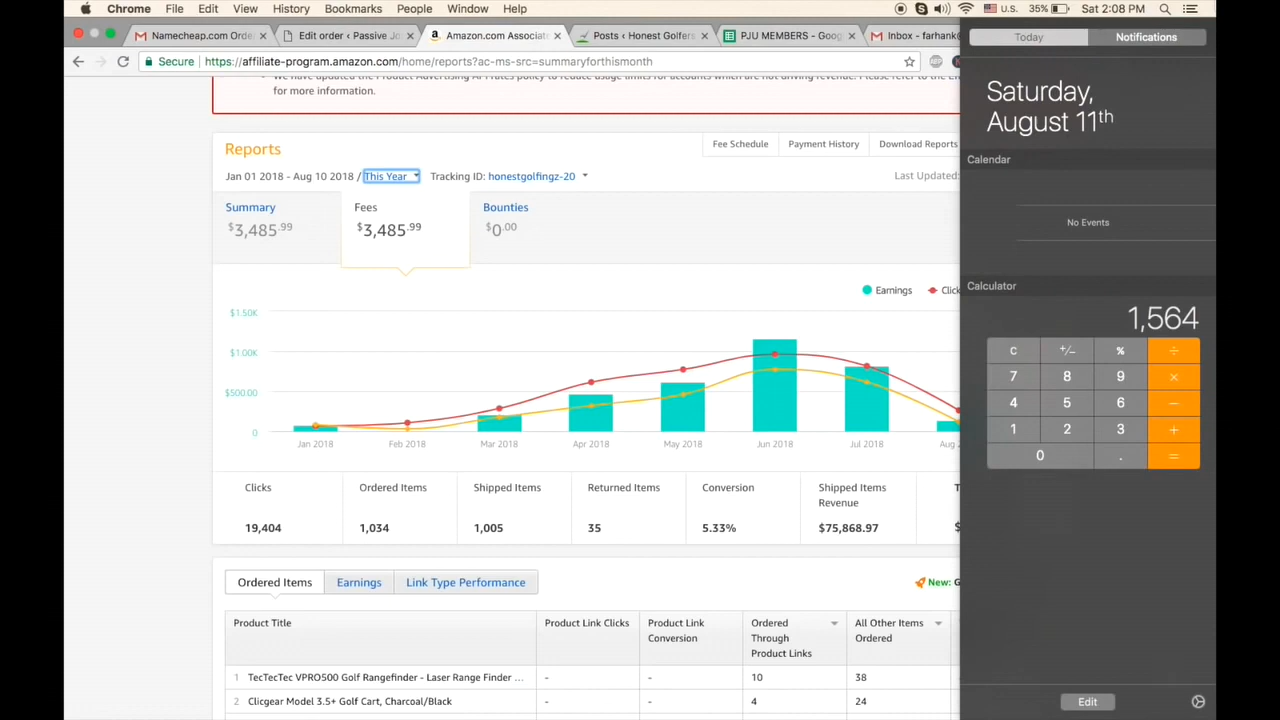 Chrome File Edit View History Bookmarks People Window Help U.S. 35% Sat 2:08 PM
Namecheap.com Orde Edit order ‹ Passive Jo Amazon.com Associate Posts ‹ Honest Golfers PJU MEMBERS - Goog Inbox - farhank@
Secure https://affiliate-program.amazon.com/home/reports?ac-ms-src=summaryforthismonth ABP
for more information.
Reports
Fee Schedule Payment History Download Reports
Jan 01 2018 - Aug 10 2018 / This Year Tracking ID: honestgolfingz-20 Last Updated:
Summary Fees Bounties
$3,485.99 $3,485.99 $0.00
Earnings Click
$1.50K
$1.00K
$500.00
0
Jan 2018 Feb 2018 Mar 2018 Apr 2018 May 2018 Jun 2018 Jul 2018 Aug 2
Clicks Ordered Items Shipped Items Returned Items Conversion Shipped Items Revenue T
19,404 1,034 1,005 35 5.33% $75,868.97 $
Ordered Items Earnings Link Type Performance New: G
Product Title Product Link Clicks Product Link Conversion Ordered Through Product Links All Other Items Ordered
1 TecTecTec VPRO500 Golf Rangefinder - Laser Range Finder ... - - 10 38
2 Clicgear Model 3.5+ Golf Cart, Charcoal/Black - - 4 24
Today Notifications
Saturday,
August 11th
Calendar
No Events
Calculator
1,564
C +/− % ÷
7 8 9 ×
4 5 6 −
1 2 3 +
0 . =
Edit